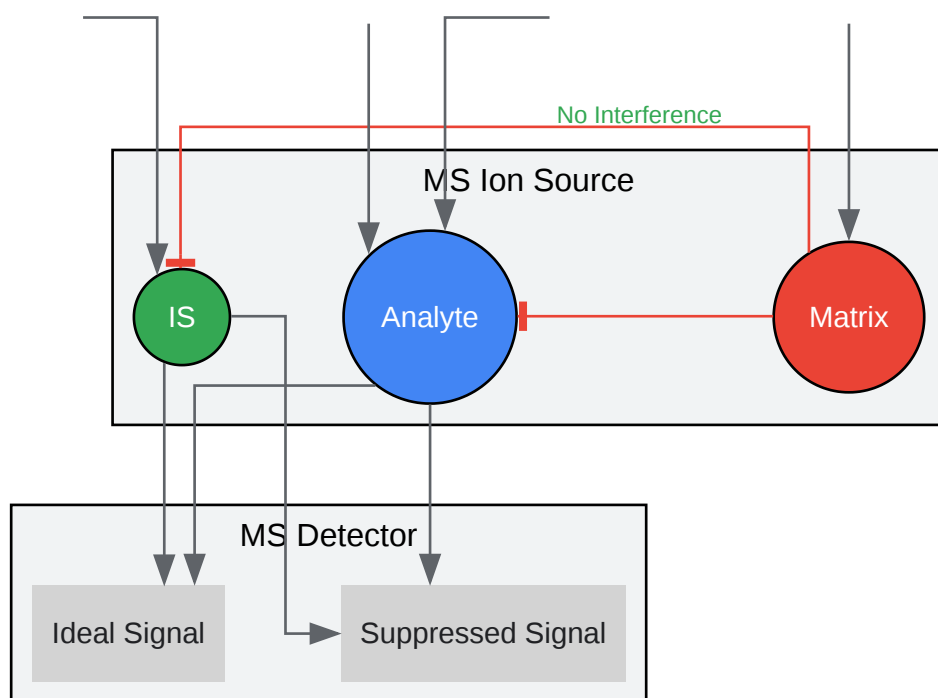 No Interference
MS Ion Source
IS
Analyte
Matrix
MS Detector
Ideal Signal
Suppressed Signal